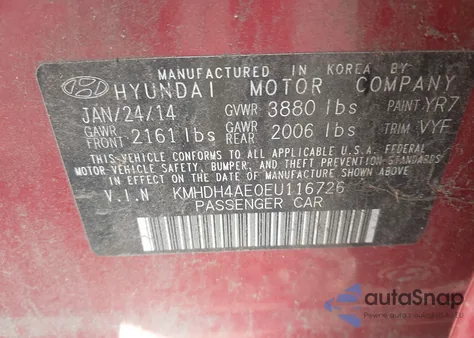 MANUFACTURED IN KOREA BY
HYUNDAI MOTOR COMPANY
JAN/24/14 GVWR 3880 lbs PAINT YR7
GAWR FRONT 2161 lbs GAWR REAR 2006 lbs TRIM VYF
THIS VEHICLE CONFORMS TO ALL APPLICABLE U.S.A. FEDERAL
MOTOR VEHICLE SAFETY, BUMPER, AND THEFT PREVENTION STANDARDS
IN EFFECT ON THE DATE OF MANUFACTURE SHOWN ABOVE.
V.I.N KMHDH4AE0EU116726
PASSENGER CAR
autoSnap